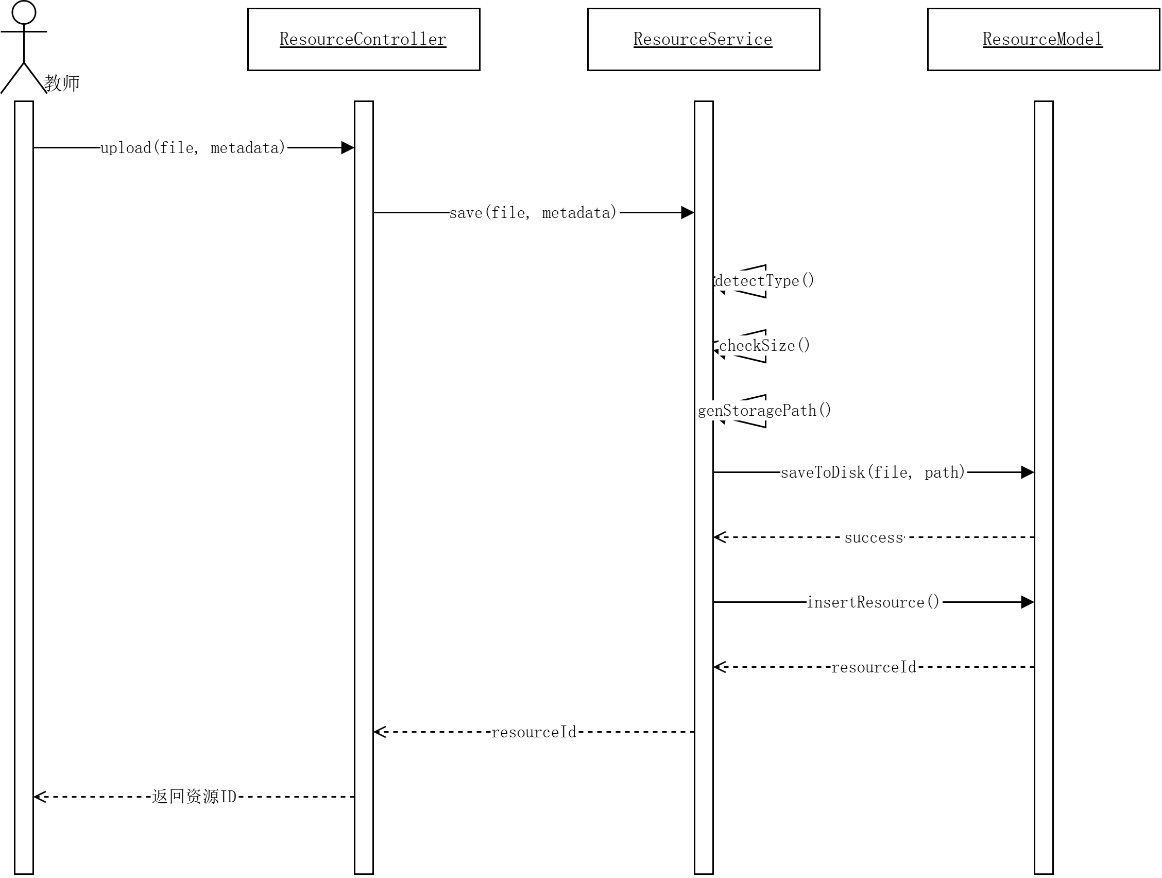 ResourceController
ResourceService
ResourceModel
教师
upload(file, metadata)
save(file, metadata)
detectType()
checkSize()
genStoragePath()
saveToDisk(file, path)
success
insertResource()
resourceId
resourceId
返回资源ID